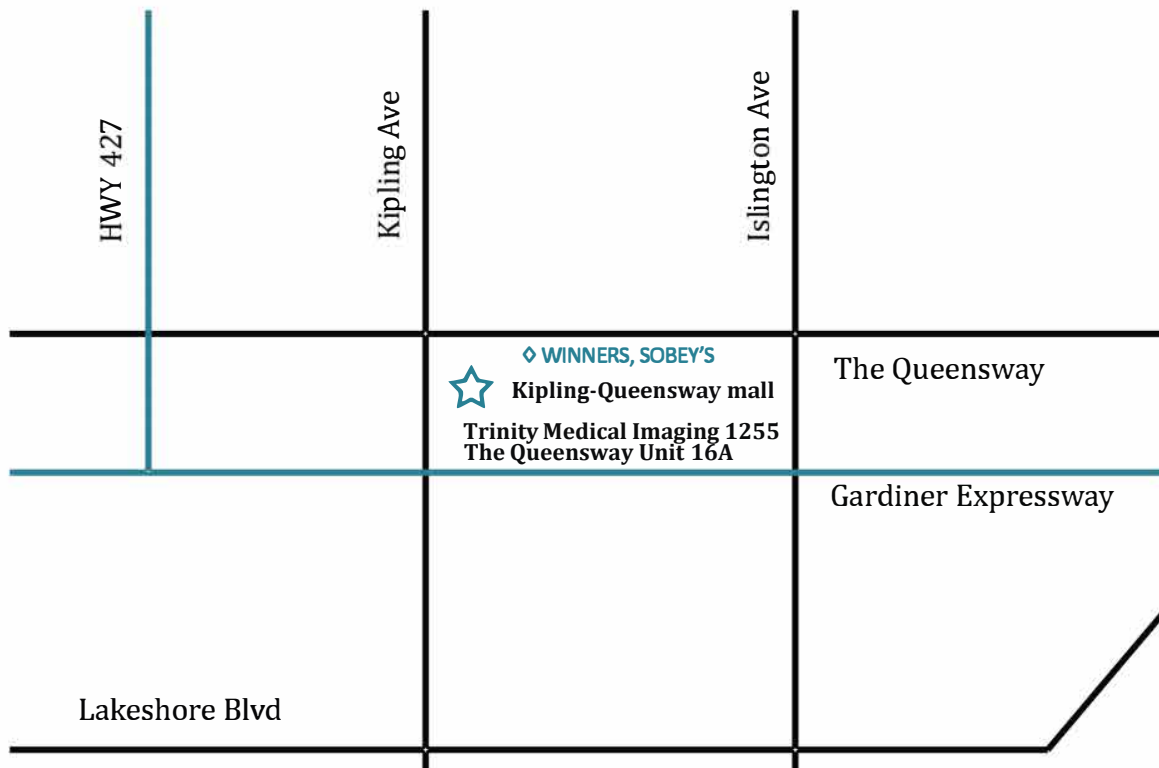 HWY 427
Kipling Ave
Islington Ave
◊ WINNERS, SOBEY'S
Kipling-Queensway mall
The Queensway
Trinity Medical Imaging 1255
The Queensway Unit 16A
Gardiner Expressway
Lakeshore Blvd